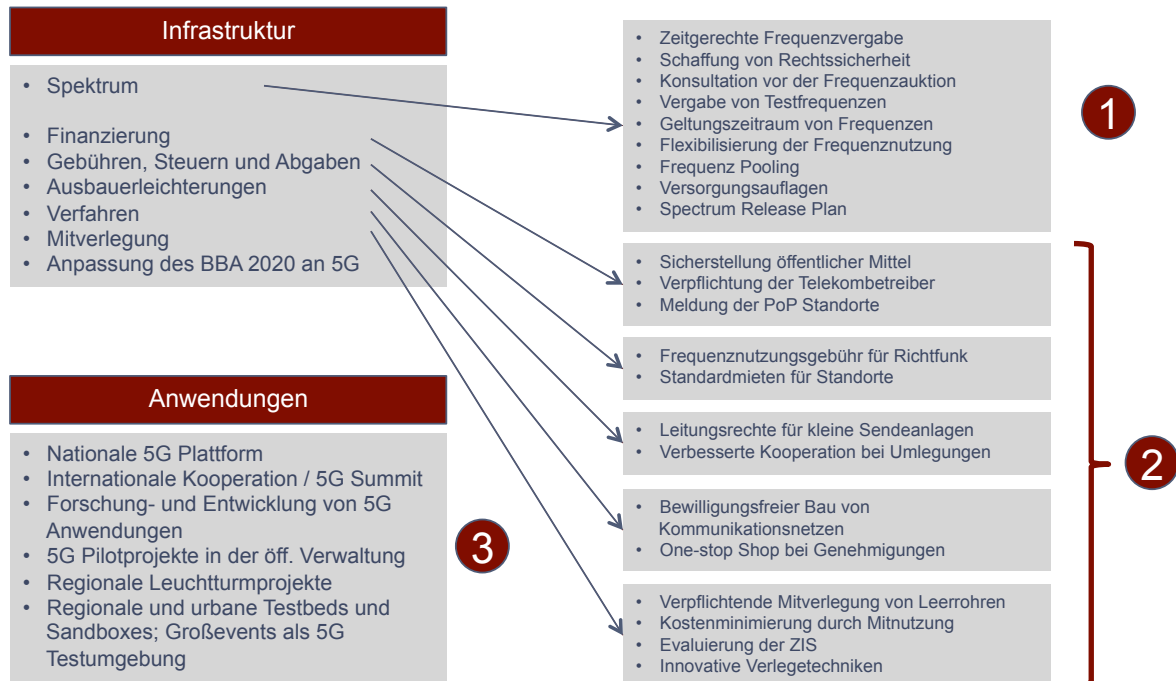 Infrastruktur
• Spektrum
• Finanzierung
• Gebühren, Steuern und Abgaben
• Ausbauerleichterungen
• Verfahren
• Mitverlegung
• Anpassung des BBA 2020 an 5G
Anwendungen
• Nationale 5G Plattform
• Internationale Kooperation / 5G Summit
• Forschung- und Entwicklung von 5G
Anwendungen
• 5G Pilotprojekte in der öff. Verwaltung
• Regionale Leuchtturmprojekte
• Regionale und urbane Testbeds und
Sandboxes; Großevents als 5G
Testumgebung
3
• Zeitgerechte Frequenzvergabe
• Schaffung von Rechtssicherheit
• Konsultation vor der Frequenzauktion
• Vergabe von Testfrequenzen
• Geltungszeitraum von Frequenzen
• Flexibilisierung der Frequenznutzung
• Frequenz Pooling
• Versorgungsauflagen
• Spectrum Release Plan
1
• Sicherstellung öffentlicher Mittel
• Verpflichtung der Telekombetreiber
• Meldung der PoP Standorte
• Frequenznutzungsgebühr für Richtfunk
• Standardmieten für Standorte
• Leitungsrechte für kleine Sendeanlagen
• Verbesserte Kooperation bei Umlegungen
• Bewilligungsfreier Bau von
Kommunikationsnetzen
• One-stop Shop bei Genehmigungen
• Verpflichtende Mitverlegung von Leerrohren
• Kostenminimierung durch Mitnutzung
• Evaluierung der ZIS
• Innovative Verlegetechniken
2